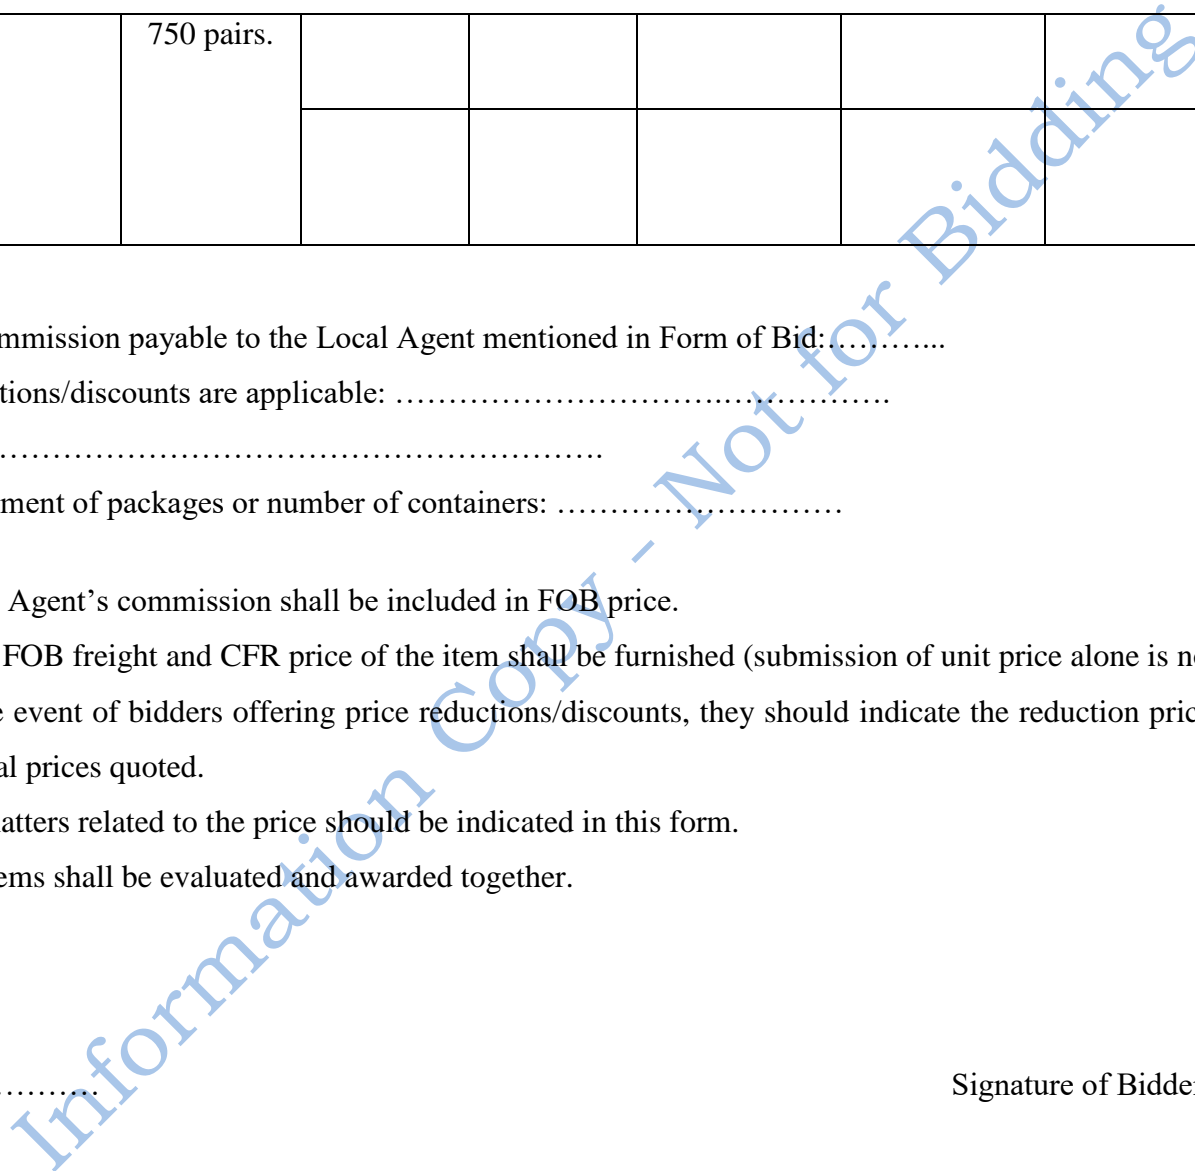 750 pairs.
mmission payable to the Local Agent mentioned in Form of Bid:………...
tions/discounts are applicable: ………………………….…………….
…………………………………………………….
ment of packages or number of containers: ………………………
Agent’s commission shall be included in FOB price.
FOB freight and CFR price of the item shall be furnished (submission of unit price alone is no
e event of bidders offering price reductions/discounts, they should indicate the reduction pric
al prices quoted.
atters related to the price should be indicated in this form.
ems shall be evaluated and awarded together.
………. Signature of Bidder
Information Copy - Not for Bidding